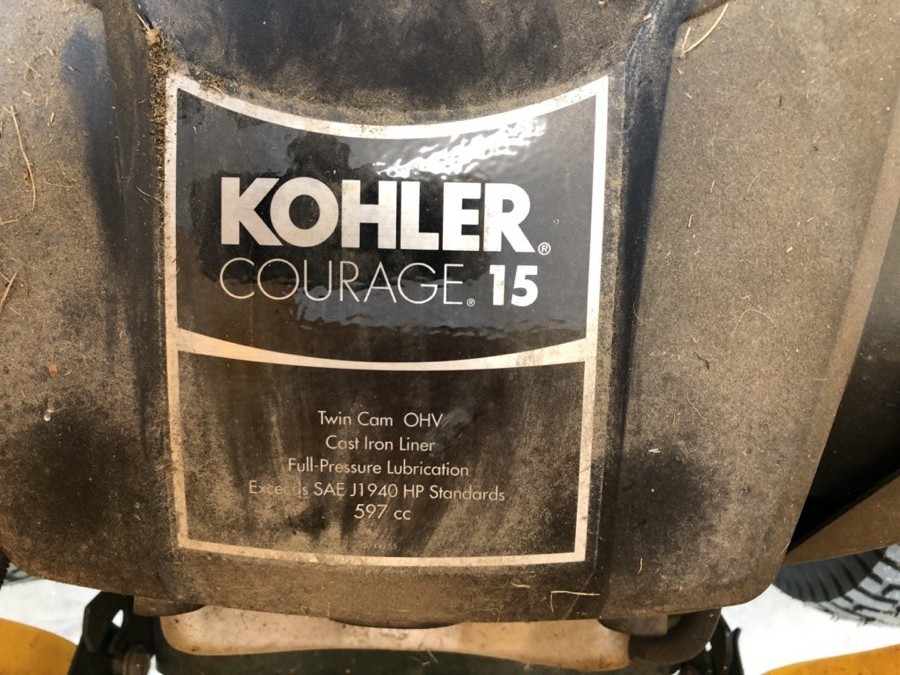 KOHLER®
COURAGE® 15
Twin Cam OHV
Cast Iron Liner
Full-Pressure Lubrication
Exceeds SAE J1940 HP Standards
597 cc